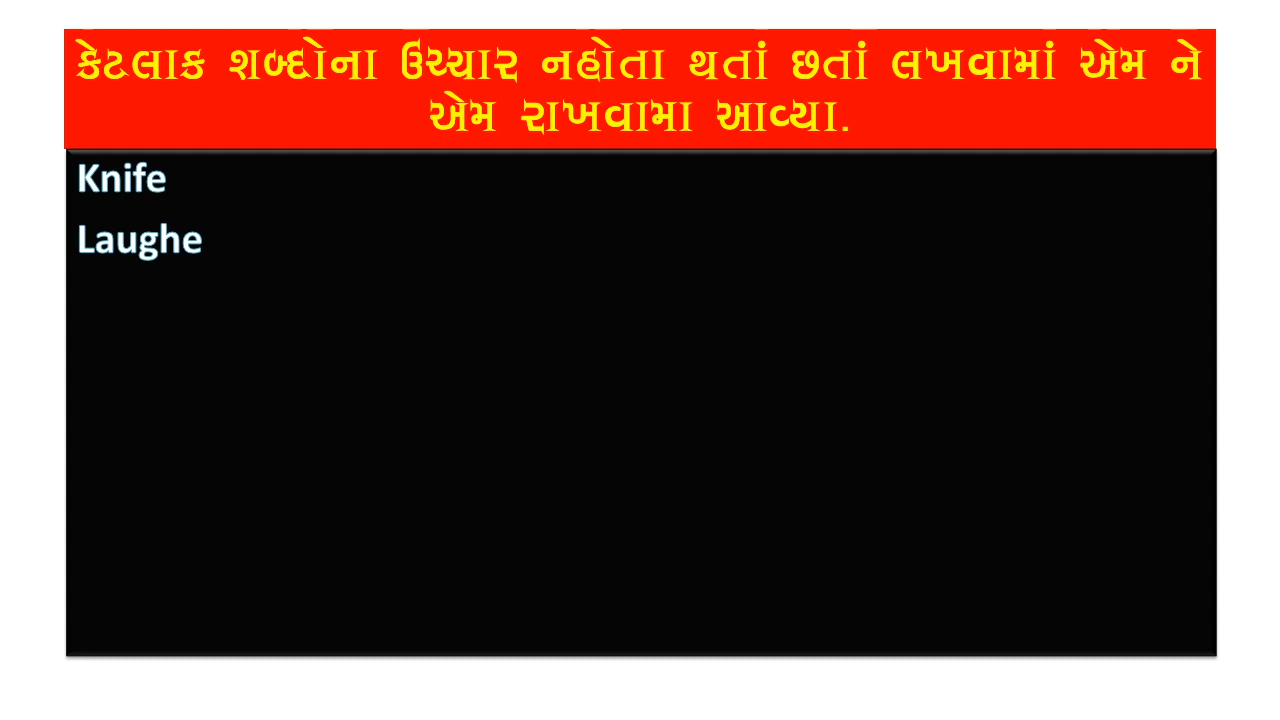 કેટલાક શબ્દોના ઉચ્ચાર નહોતા થતાં છતાં લખવામાં એમ ને
એમ રાખવામા આવ્યા.
Knife
Laughe